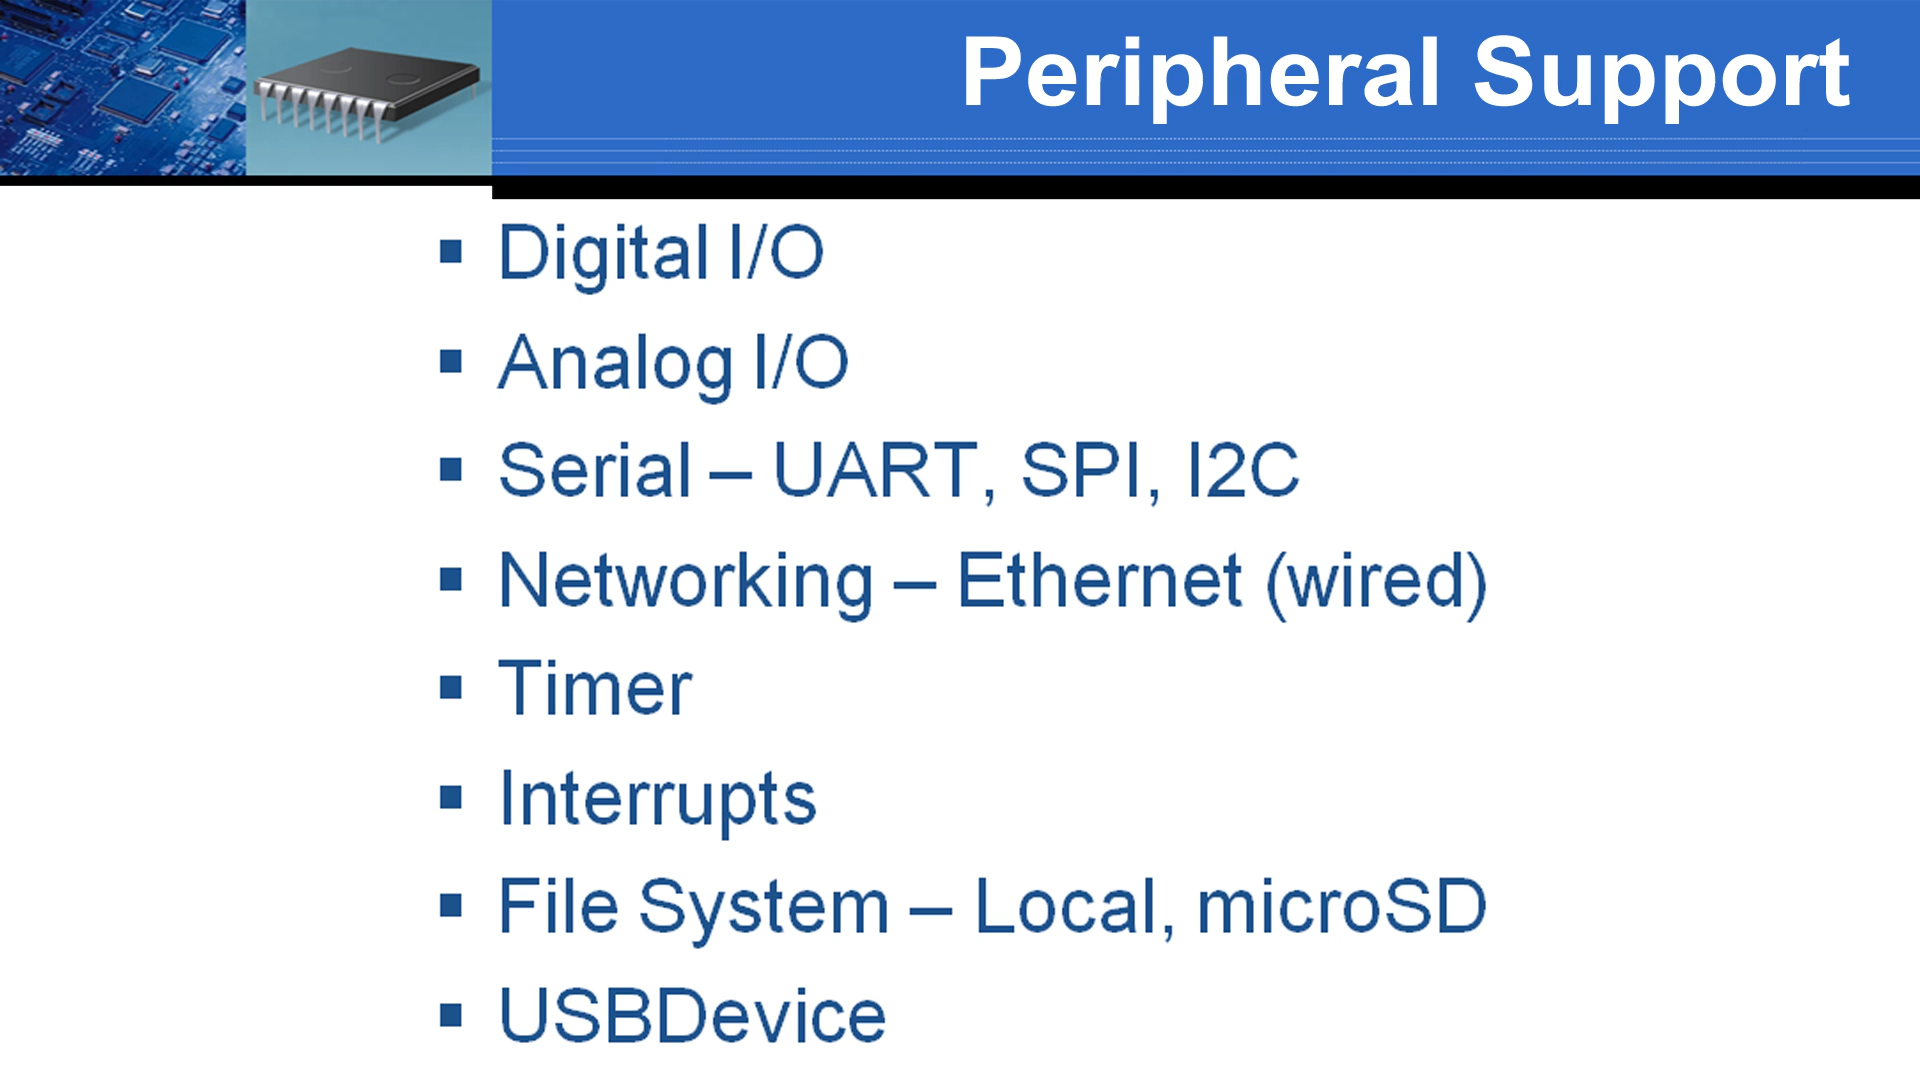 Peripheral Support
▪ Digital I/O
▪ Analog I/O
▪ Serial – UART, SPI, I2C
▪ Networking – Ethernet (wired)
▪ Timer
▪ Interrupts
▪ File System – Local, microSD
▪ USBDevice